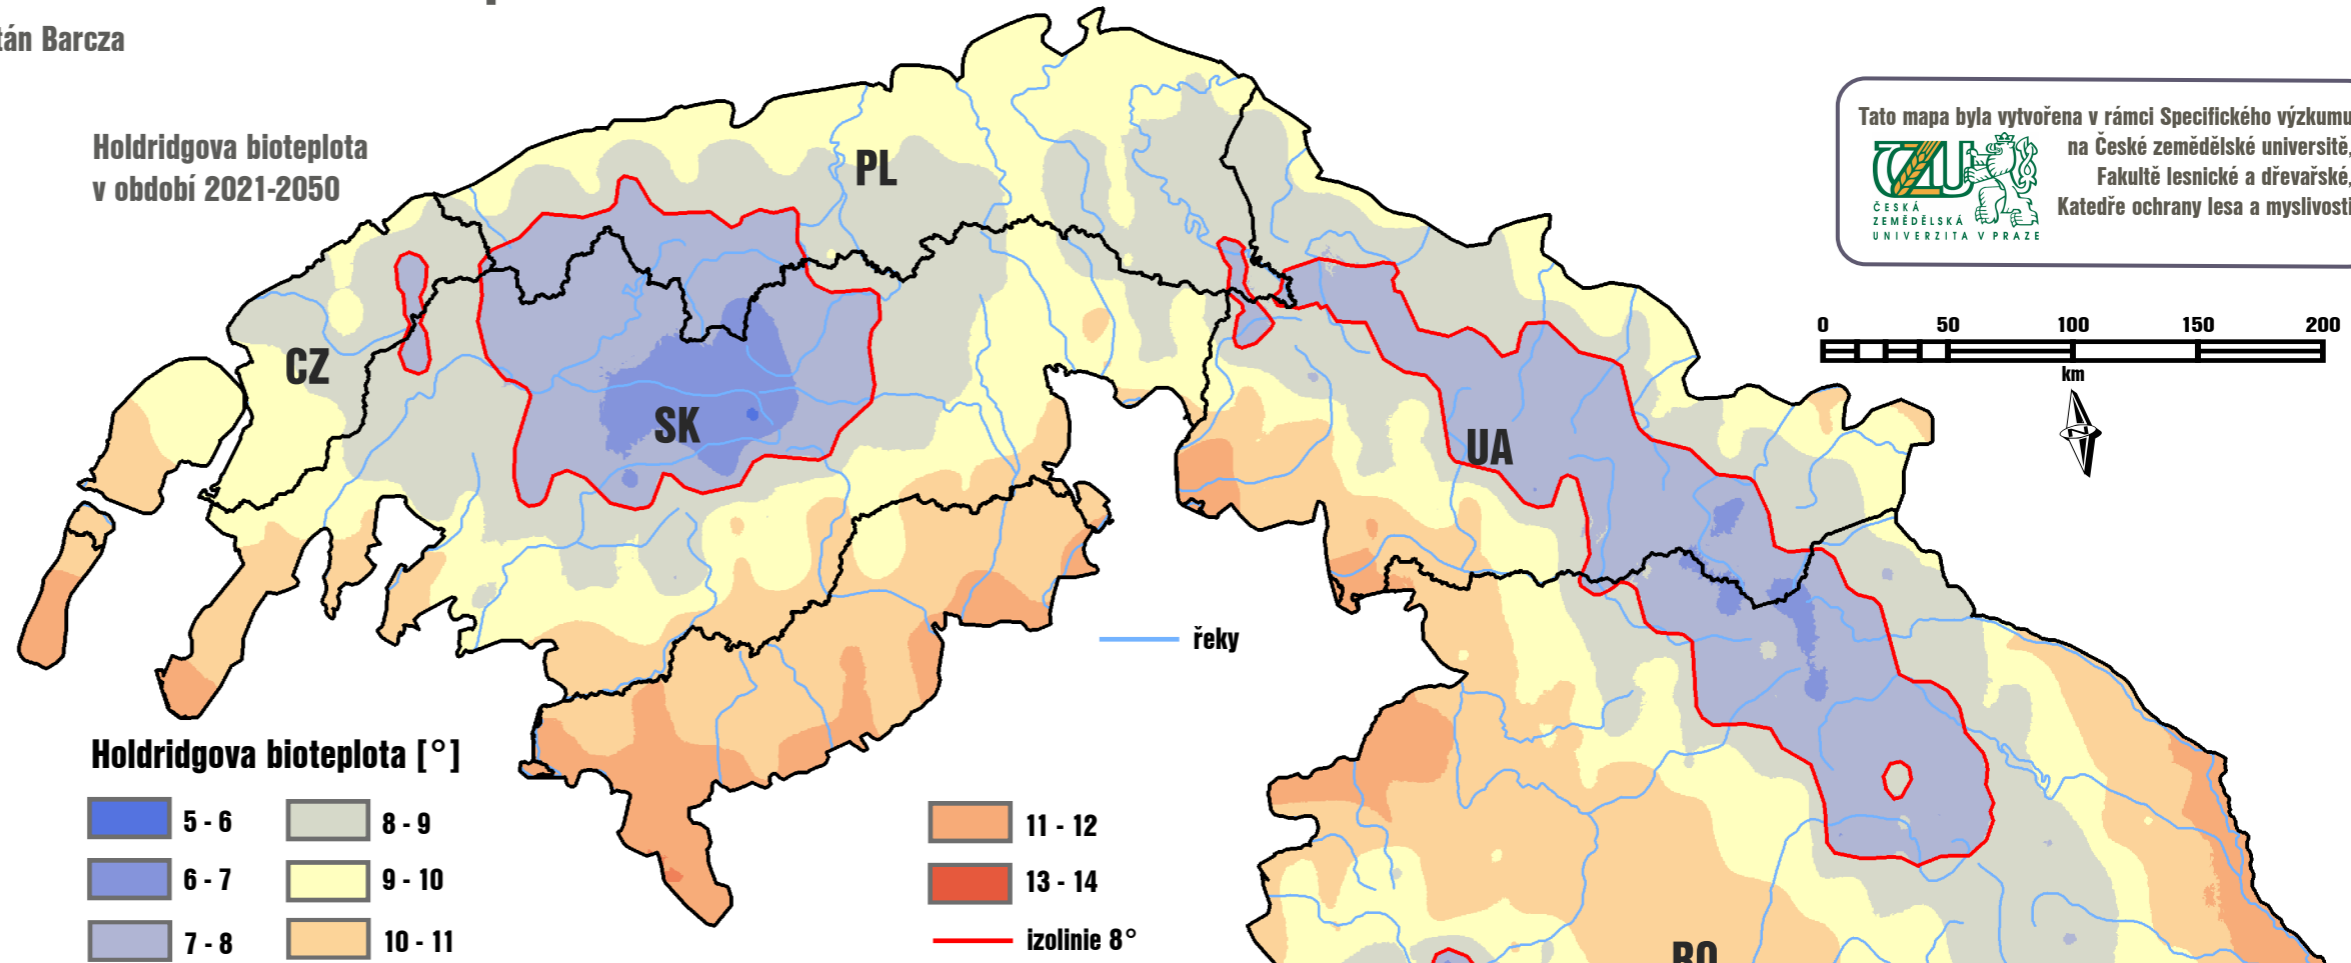 tán Barcza
Holdridgova bioteplota
v období 2021-2050
Tato mapa byla vytvořena v rámci Specifického výzkumu
na České zemědělské universitě,
Fakultě lesnické a dřevařské,
Katedře ochrany lesa a myslivosti
ČZU
ČESKÁ
ZEMĚDĚLSKÁ
UNIVERZITA V PRAZE
PL
CZ
SK
UA
RO
0 50 100 150 200
km
N
řeky
Holdridgova bioteplota [°]
5 - 6
6 - 7
7 - 8
8 - 9
9 - 10
10 - 11
11 - 12
13 - 14
izolinie 8°